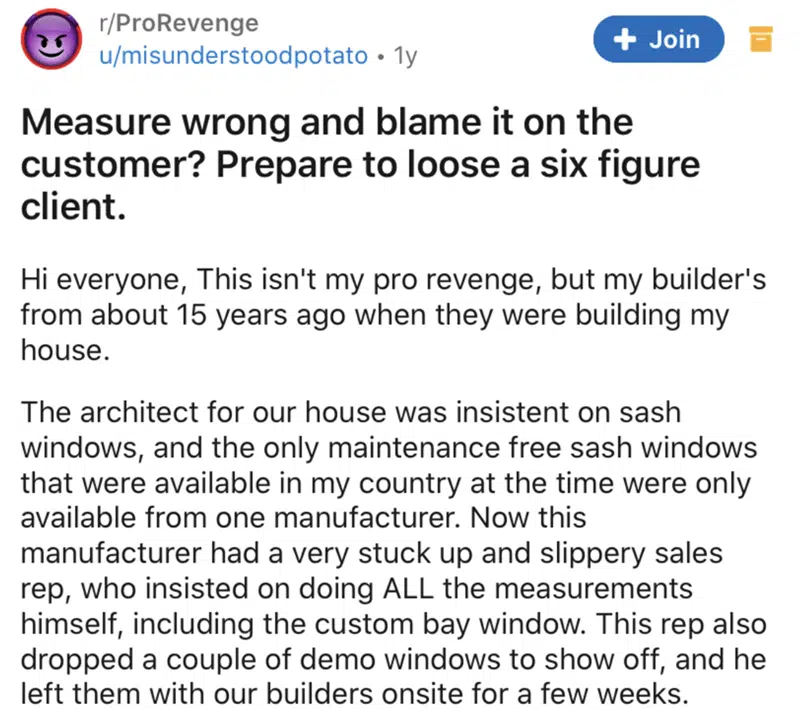 r/ProRevenge
u/misunderstoodpotato • 1y
+ Join
Measure wrong and blame it on the
customer? Prepare to loose a six figure
client.
Hi everyone, This isn't my pro revenge, but my builder's
from about 15 years ago when they were building my
house.
The architect for our house was insistent on sash
windows, and the only maintenance free sash windows
that were available in my country at the time were only
available from one manufacturer. Now this
manufacturer had a very stuck up and slippery sales
rep, who insisted on doing ALL the measurements
himself, including the custom bay window. This rep also
dropped a couple of demo windows to show off, and he
left them with our builders onsite for a few weeks.